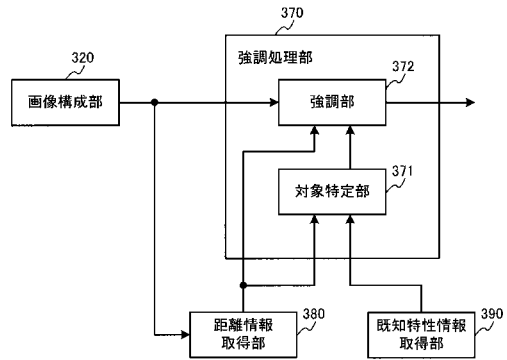 370
320
強調処理部
372
画像構成部
強調部
371
対象特定部
距離情報
取得部
380
既知特性情報
取得部
390